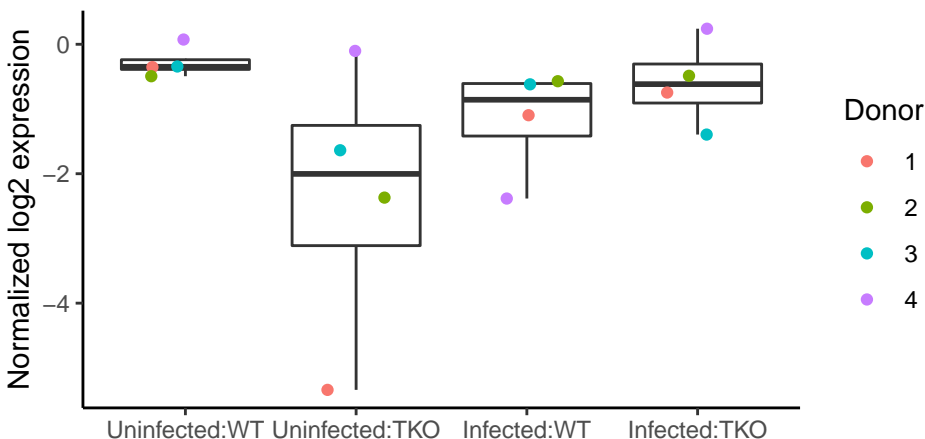 Normalized log2 expression
0
−2
−4
Uninfected:WT Uninfected:TKO Infected:WT Infected:TKO
Donor
1
2
3
4